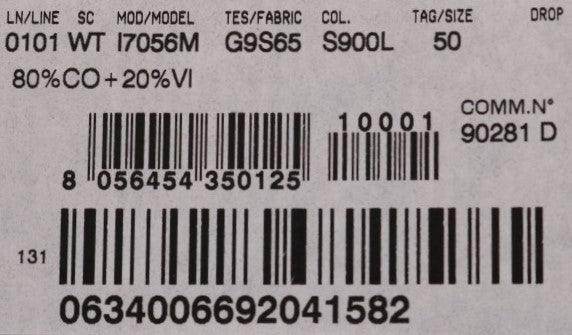 LN/LINE SC MOD/MODEL TES/FABRIC COL. TAG/SIZE DROP
0101 WT I7056M G9S65 S900L 50
80%CO+20%VI
10001
COMM.N°
90281 D
8 056454 350125
131
0634006692041582